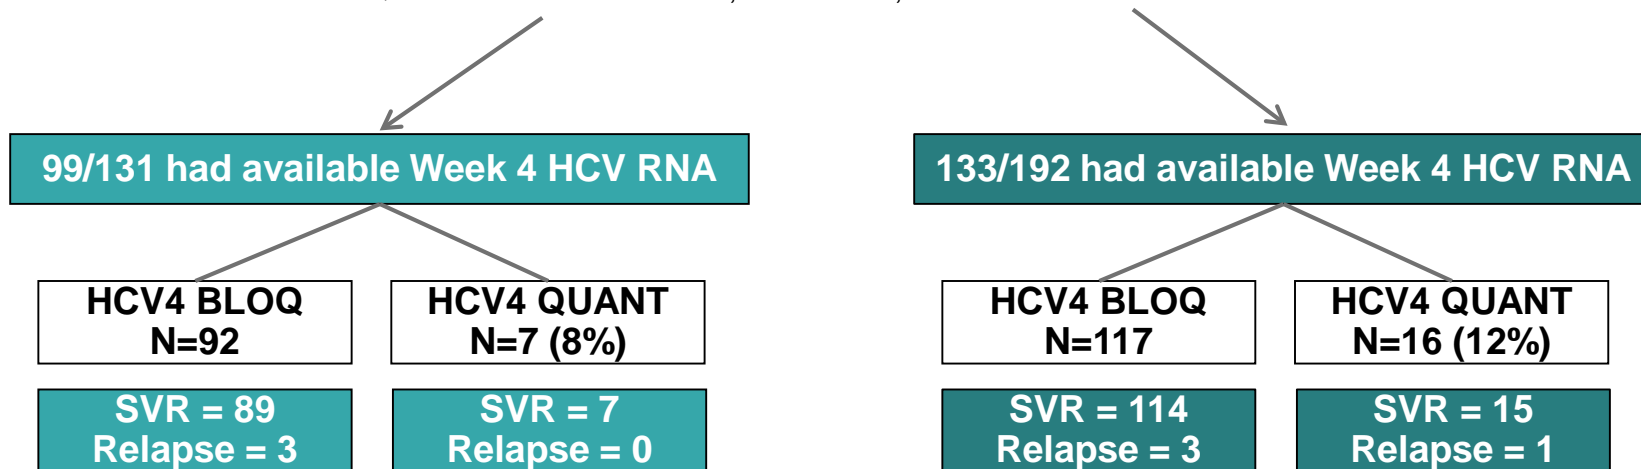 99/131 had available Week 4 HCV RNA
133/192 had available Week 4 HCV RNA
HCV4 BLOQ
N=92
HCV4 QUANT
N=7 (8%)
HCV4 BLOQ
N=117
HCV4 QUANT
N=16 (12%)
SVR = 89
Relapse = 3
SVR = 7
Relapse = 0
SVR = 114
Relapse = 3
SVR = 15
Relapse = 1